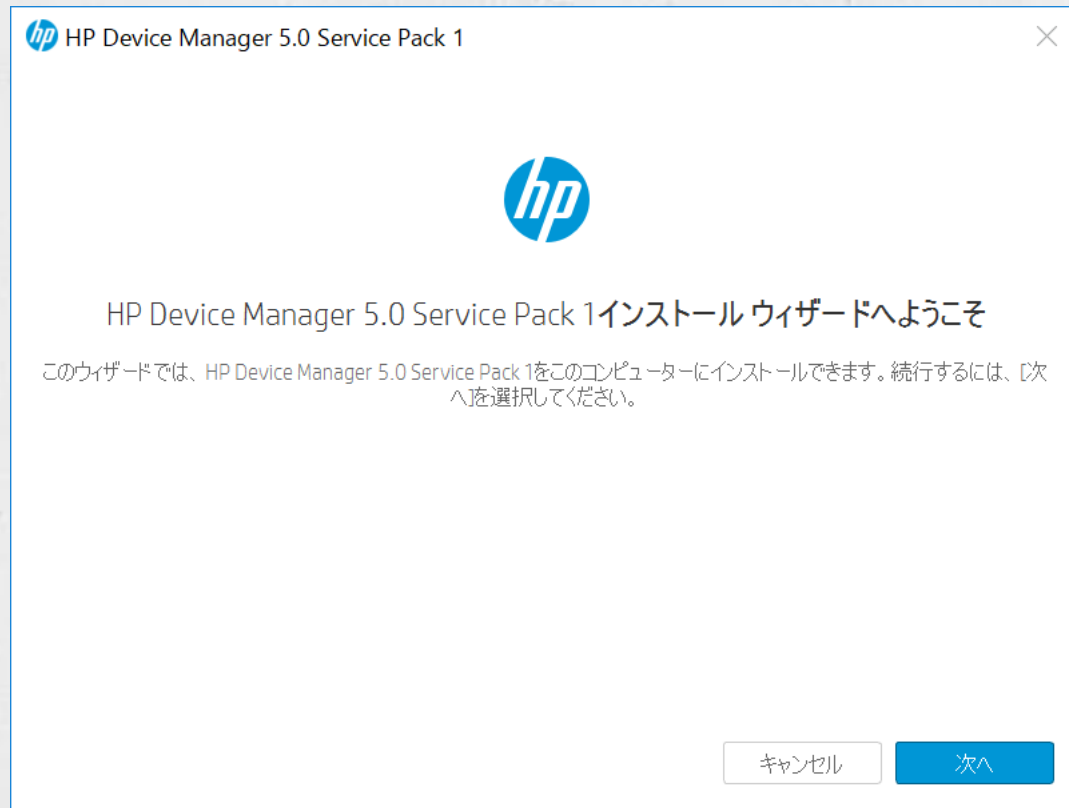 hp HP Device Manager 5.0 Service Pack 1
hp
HP Device Manager 5.0 Service Pack 1インストール ウィザードへようこそ
このウィザードでは、HP Device Manager 5.0 Service Pack 1をこのコンピューターにインストールできます。続行するには、[次
へ]を選択してください。
キャンセル 次へ